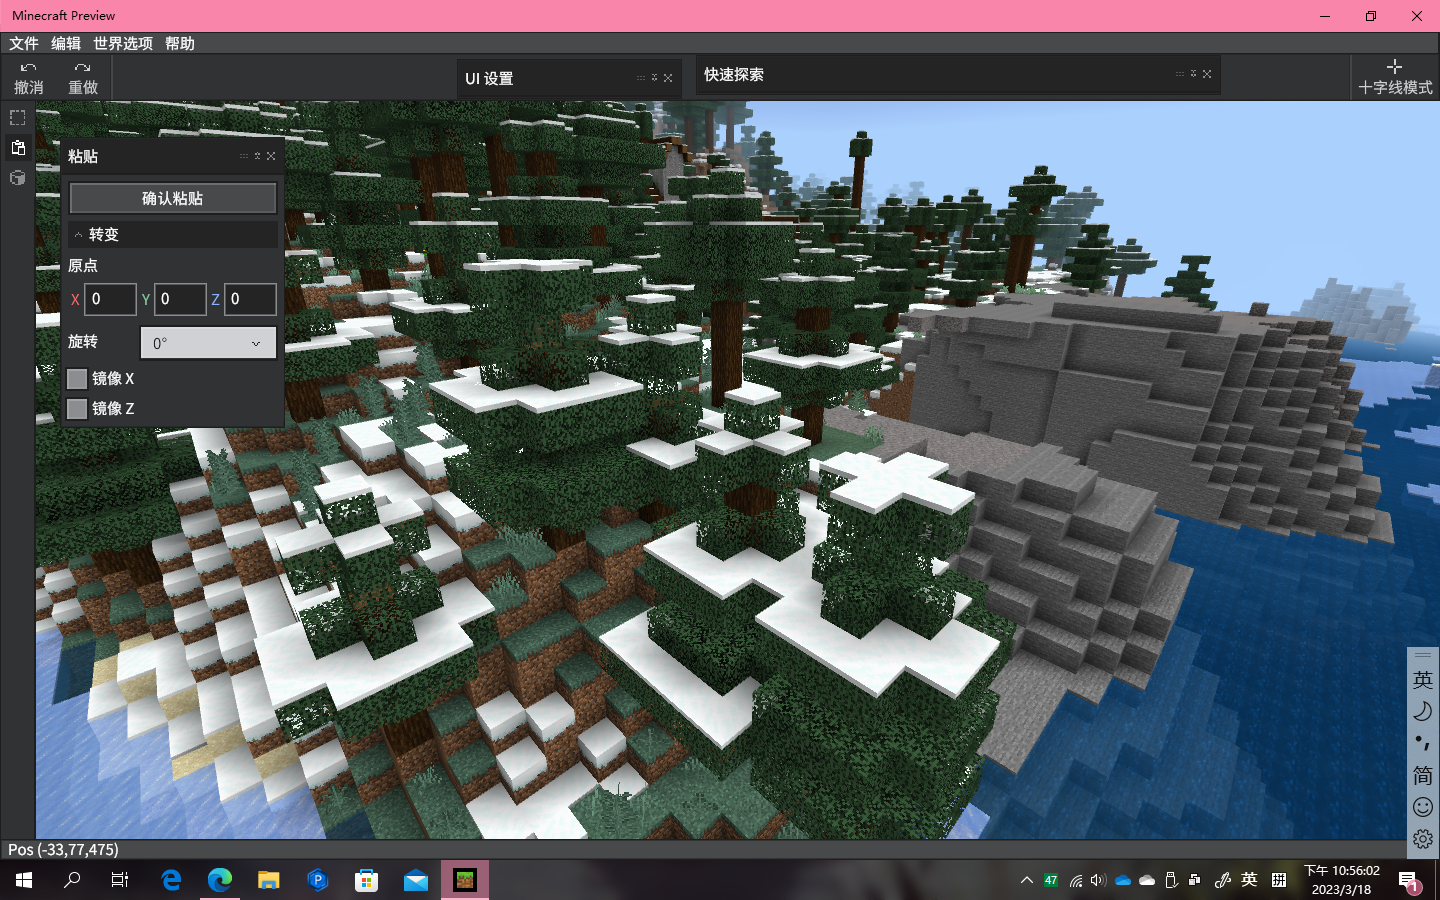 Minecraft Preview
文件 编辑 世界选项 帮助
撤消 重做
UI 设置
快速探索
十字线模式
粘贴
确认粘贴
转变
原点
X 0 Y 0 Z 0
旋转 0°
镜像 X
镜像 Z
英
简
Pos (-33,77,475)
47 英 拼 下午 10:56:02
2023/3/18
1